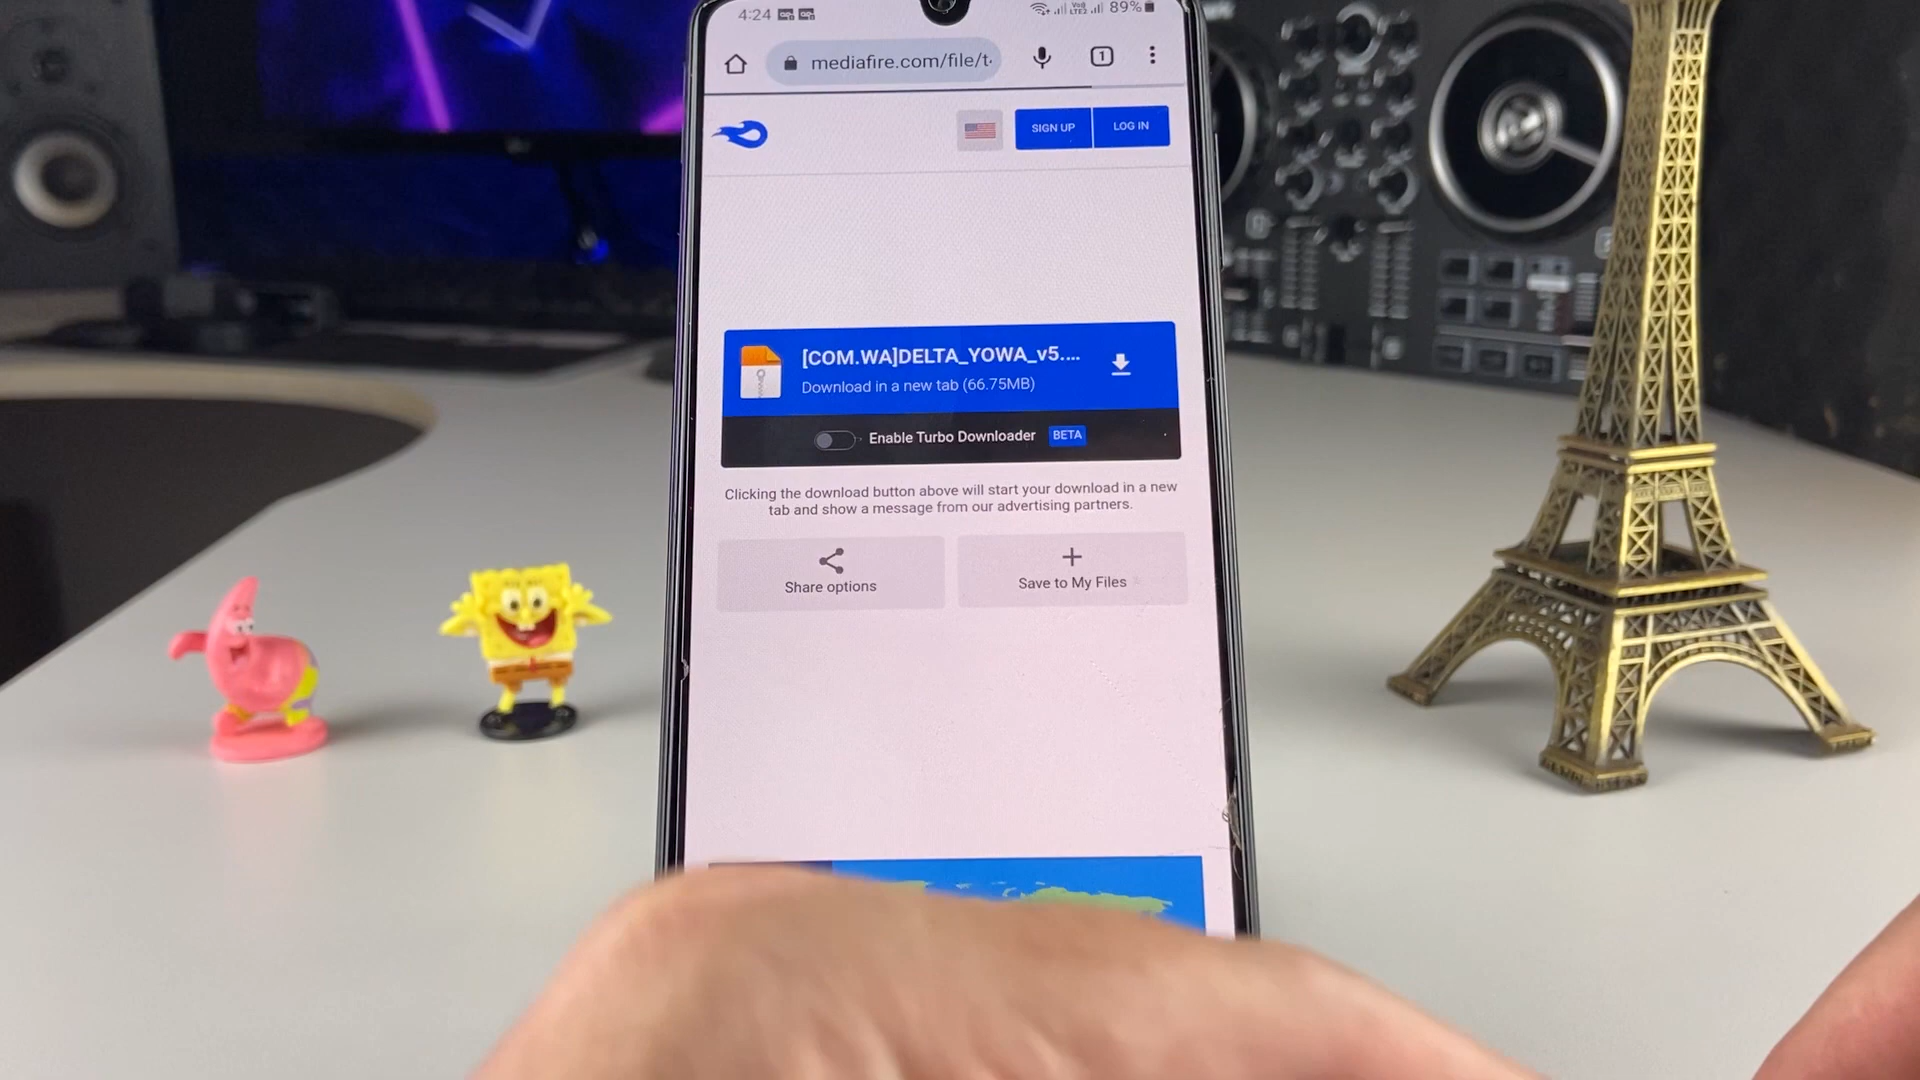 4:24
Vo) LTE2 89%
mediafire.com/file/t
1
SIGN UP
LOG IN
[COM.WA]DELTA_YOWA_v5....
Download in a new tab (66.75MB)
Enable Turbo Downloader BETA
Clicking the download button above will start your download in a new
tab and show a message from our advertising partners.
Share options
Save to My Files